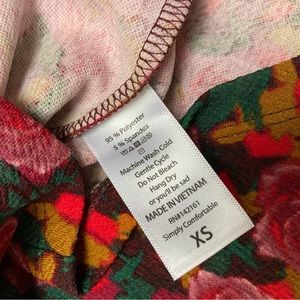 95 % Polyester
5 % Spandex
Machine Wash Cold
Gentle Cycle
Do Not Bleach
Hang Dry
or you'll be sad
MADE IN VIETNAM
RN#142161
Simply Comfortable
XS